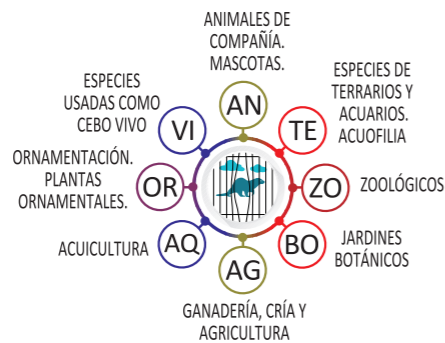 ANIMALES DE
COMPAÑÍA.
MASCOTAS.
AN
ESPECIES DE
TERRARIOS Y
ACUARIOS.
ACUOFILIA
TE
ZOOLÓGICOS
ZO
JARDINES
BOTÁNICOS
BO
GANADERÍA, CRÍA Y
AGRICULTURA
AG
ACUICULTURA
AQ
ORNAMENTACIÓN.
PLANTAS
ORNAMENTALES.
OR
ESPECIES
USADAS COMO
CEBO VIVO
VI